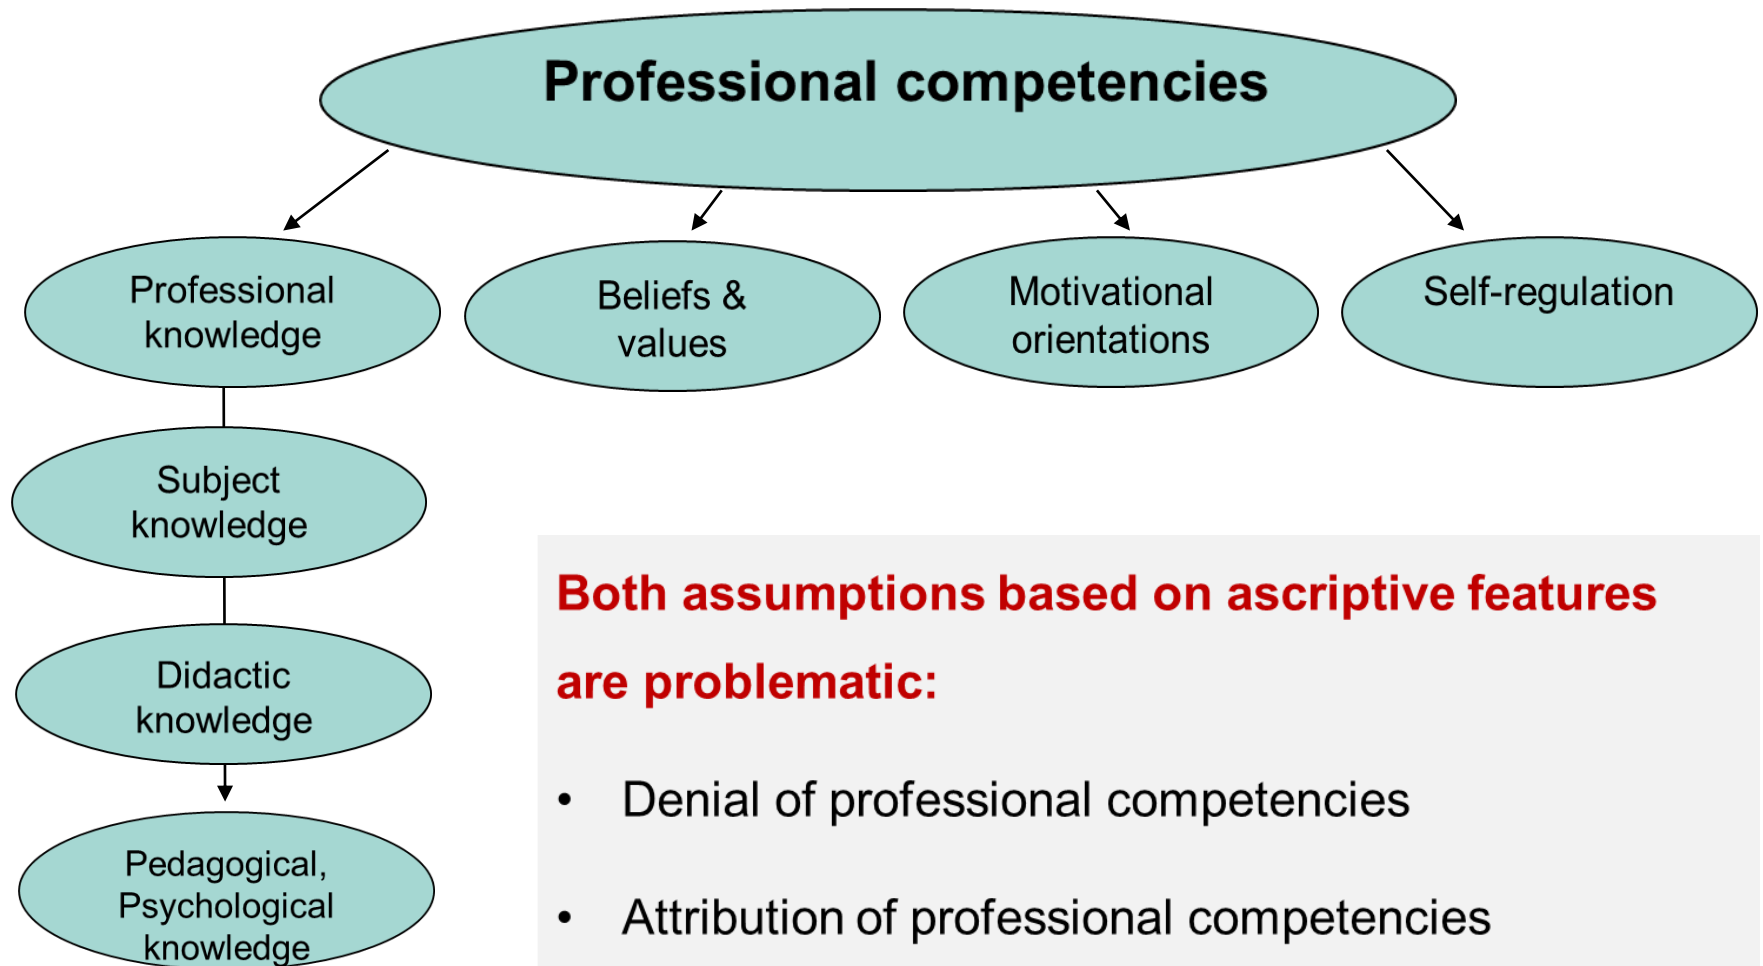 Professional competencies
Professional
knowledge
Beliefs &
values
Motivational
orientations
Self-regulation
Subject
knowledge
Didactic
knowledge
Pedagogical,
Psychological
knowledge
Both assumptions based on ascriptive features
are problematic:
• Denial of professional competencies
• Attribution of professional competencies